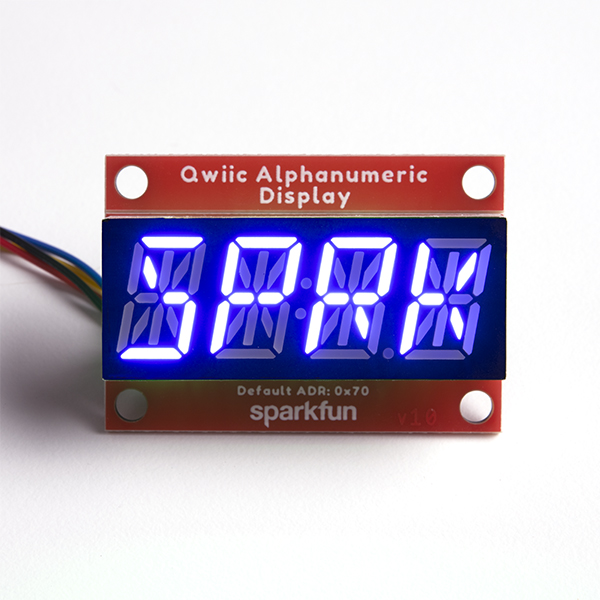 Qwiic Alphanumeric
Display
SPRK
Default ADR: 0x70
sparkfun
v10